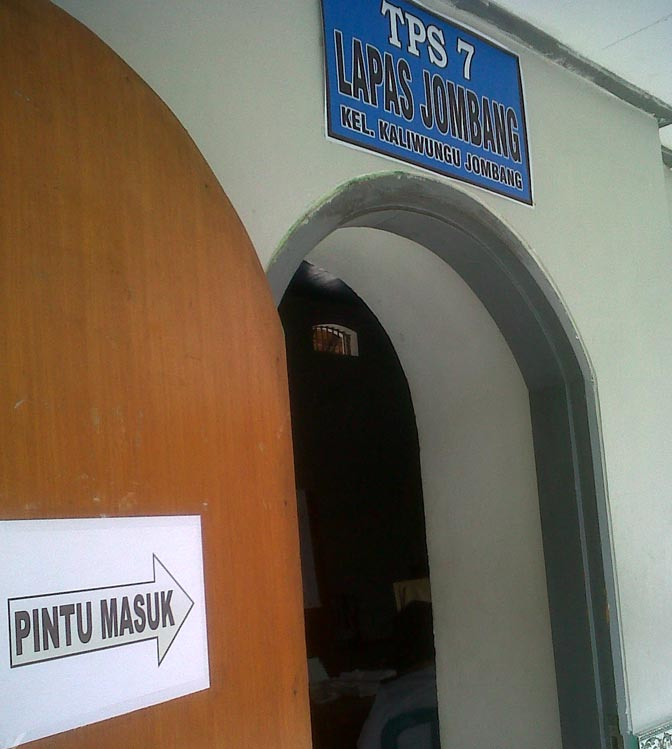 TPS 7
LAPAS JOMBANG
KEL. KALIWUNGU JOMBANG
PINTU MASUK